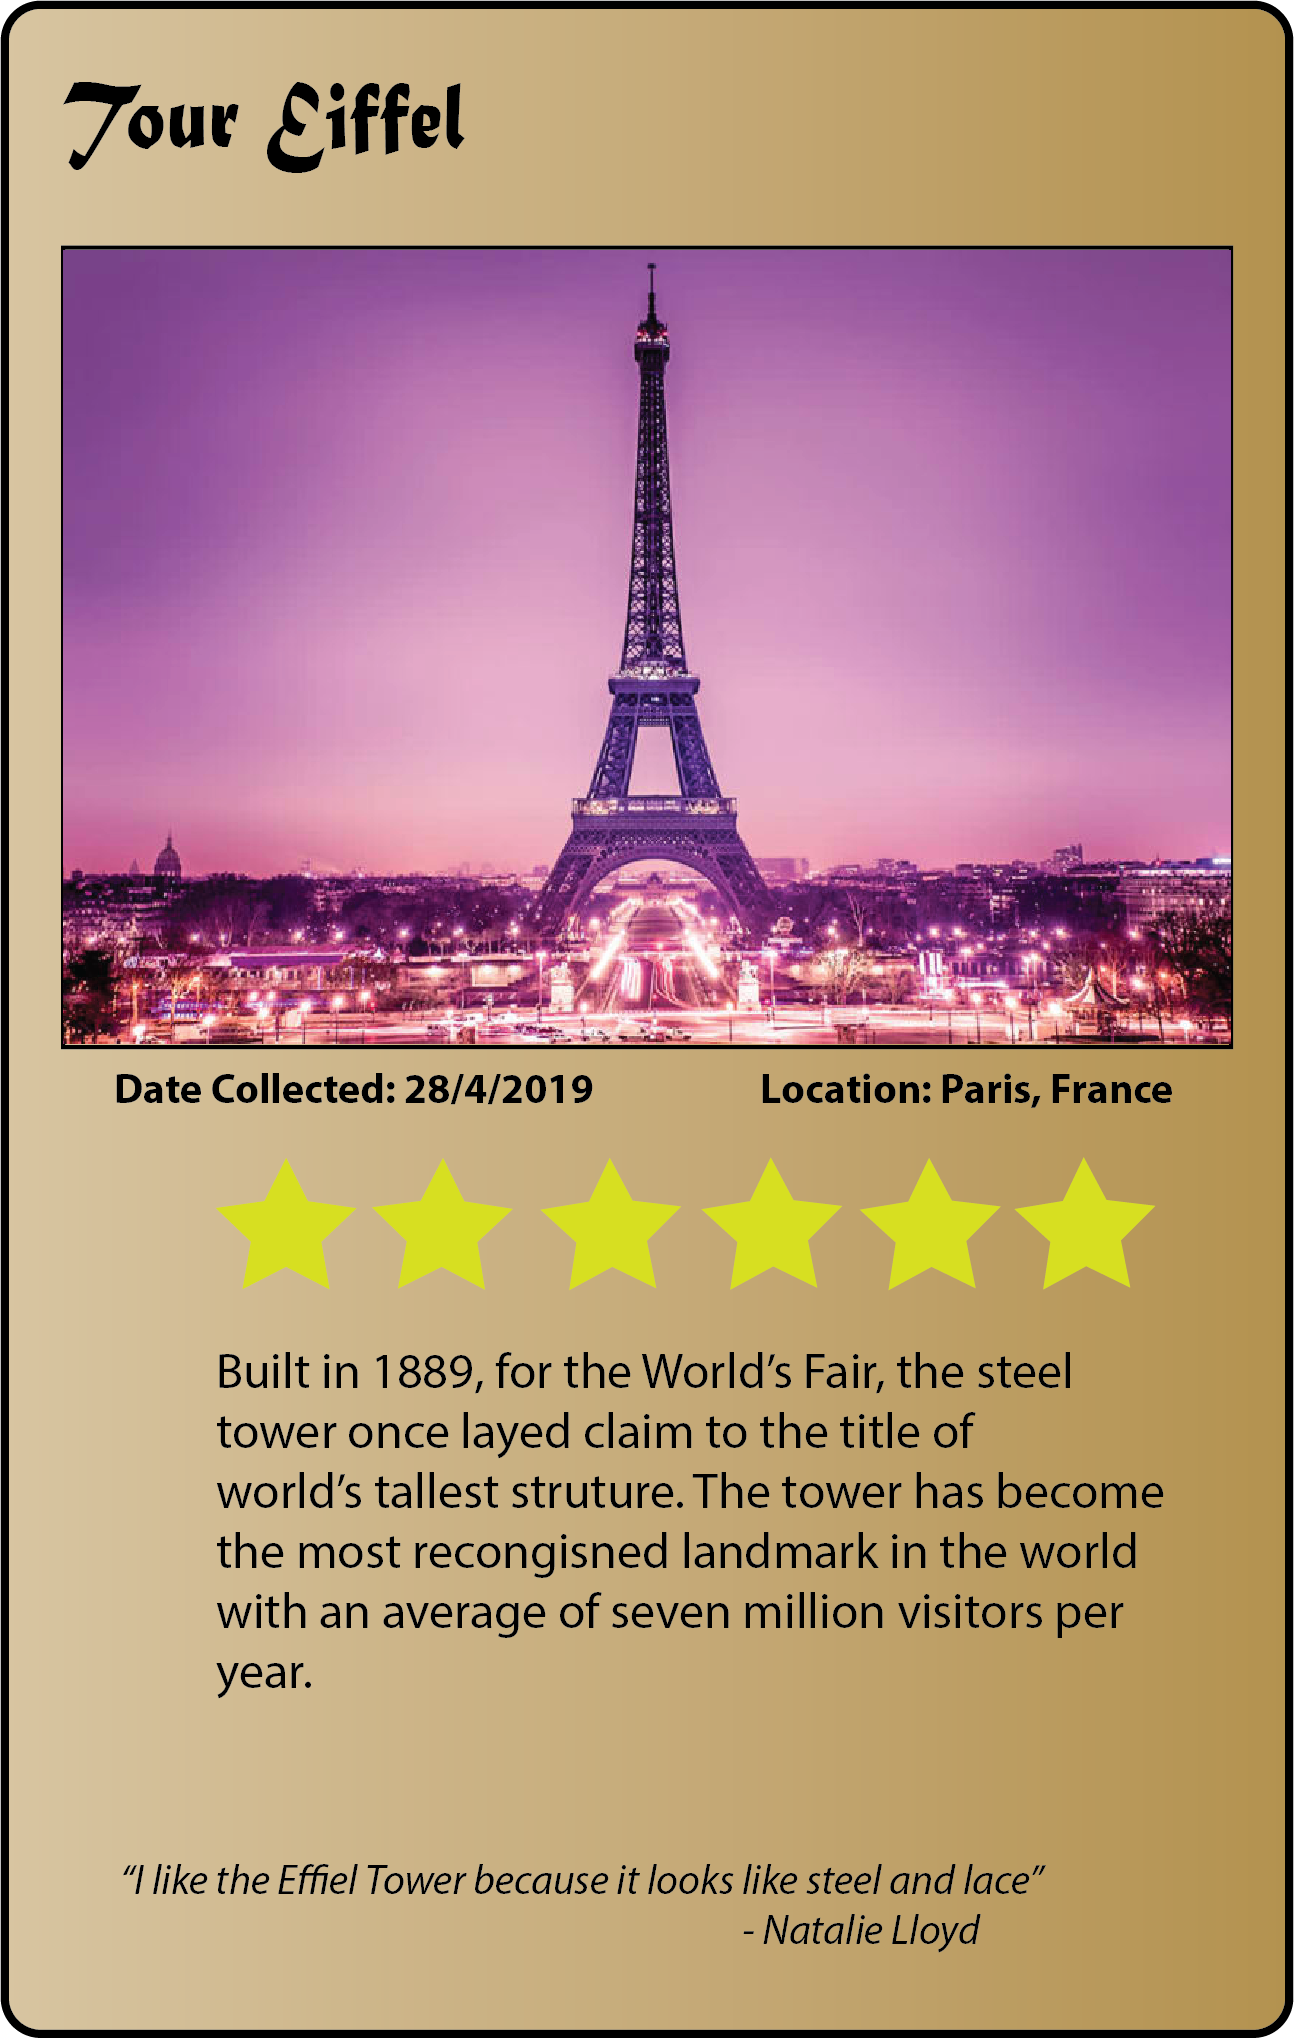 Tour Eiffel
Date Collected: 28/4/2019
Location: Paris, France
Built in 1889, for the World’s Fair, the steel
tower once layed claim to the title of
world’s tallest struture. The tower has become
the most recongisned landmark in the world
with an average of seven million visitors per
year.
“I like the Effiel Tower because it looks like steel and lace”
- Natalie Lloyd